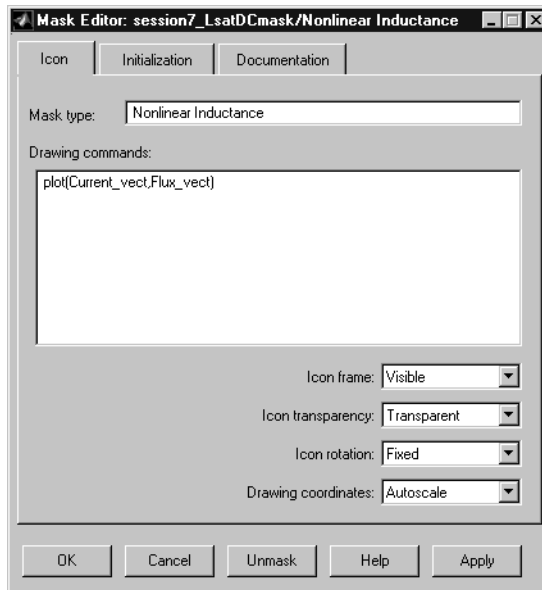 Mask Editor: session7_LsatDCmask/Nonlinear Inductance
Icon Initialization Documentation
Mask type: Nonlinear Inductance
Drawing commands:
plot(Current_vect,Flux_vect)
Icon frame: Visible
Icon transparency: Transparent
Icon rotation: Fixed
Drawing coordinates: Autoscale
OK Cancel Unmask Help Apply